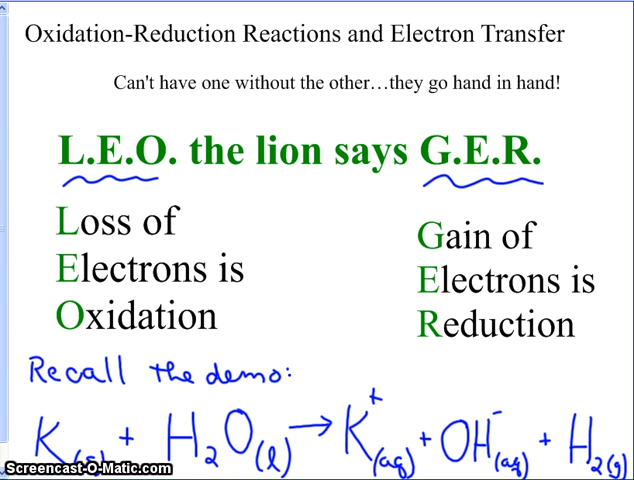 Oxidation-Reduction Reactions and Electron Transfer
Can't have one without the other…they go hand in hand!
L.E.O. the lion says G.E.R.
Loss of
Electrons is
Oxidation
Gain of
Electrons is
Reduction
Recall the demo:
K(s) + H₂O(l) → K⁺(aq) + OH⁻(aq) + H₂(g)
Screencast-O-Matic.com